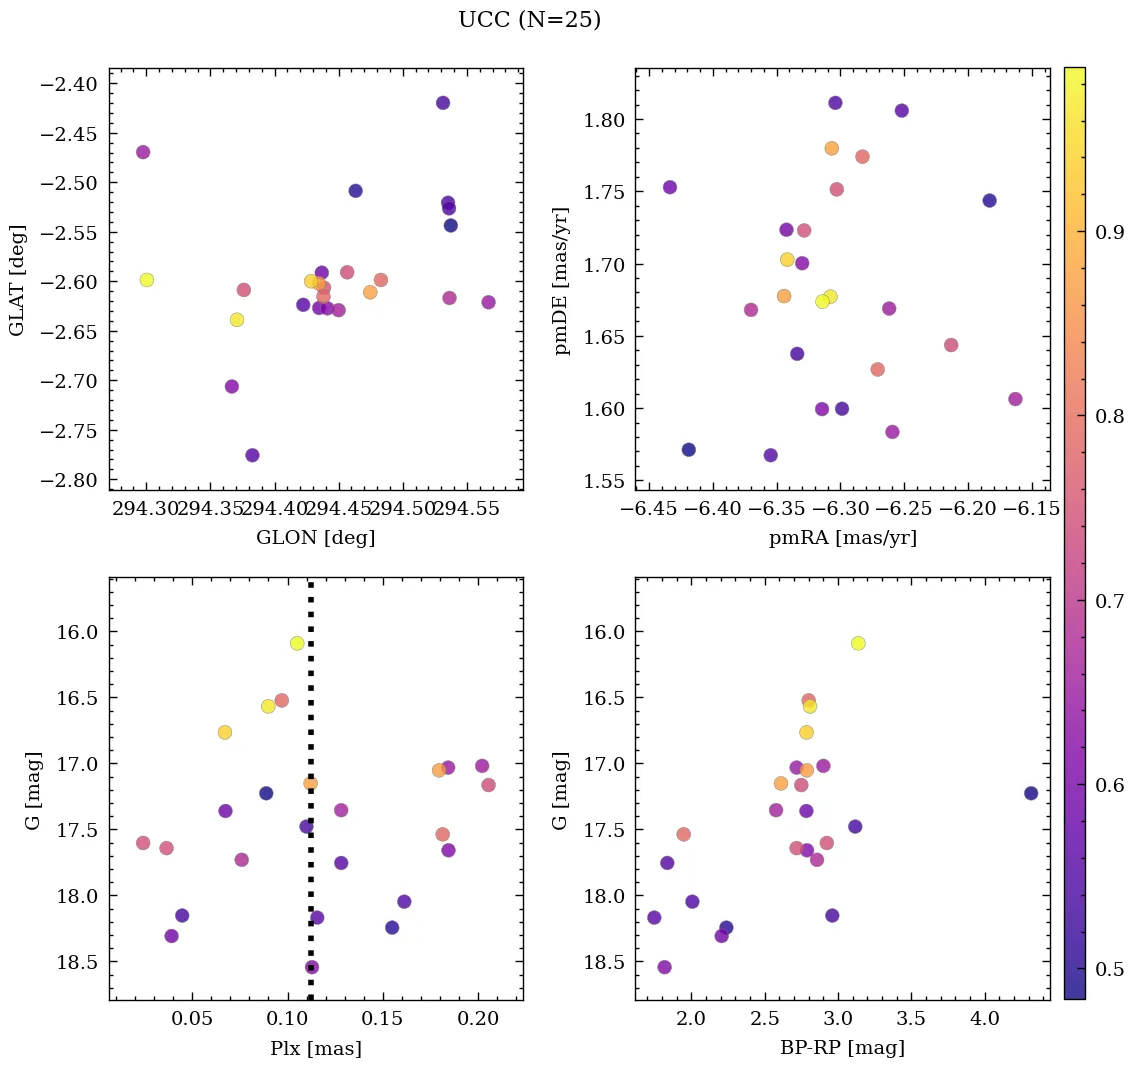 UCC (N=25)
−2.40
−2.45
−2.50
−2.55
−2.60
−2.65
−2.70
−2.75
−2.80
GLAT [deg]
294.30 294.35 294.40 294.45 294.50 294.55
GLON [deg]
1.80
1.75
1.70
1.65
1.60
1.55
pmDE [mas/yr]
−6.45 −6.40 −6.35 −6.30 −6.25 −6.20 −6.15
pmRA [mas/yr]
16.0
16.5
17.0
17.5
18.0
18.5
G [mag]
0.05 0.10 0.15 0.20
Plx [mas]
16.0
16.5
17.0
17.5
18.0
18.5
G [mag]
2.0 2.5 3.0 3.5 4.0
BP-RP [mag]
0.9
0.8
0.7
0.6
0.5